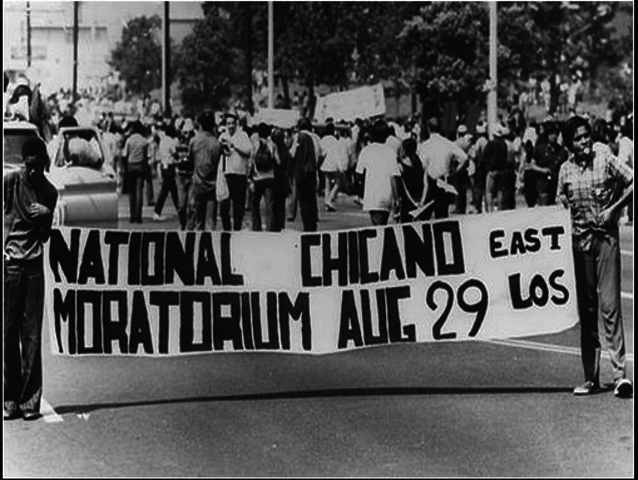 NATIONAL CHICANO EAST
MORATORIUM AUG 29 LOS